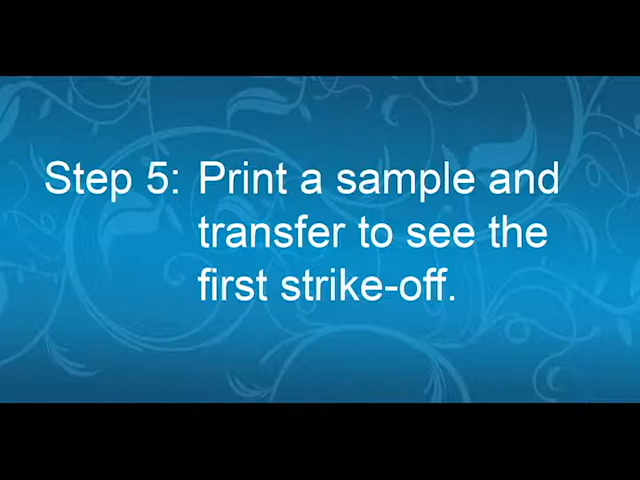 Step 5: Print a sample and
transfer to see the
first strike-off.